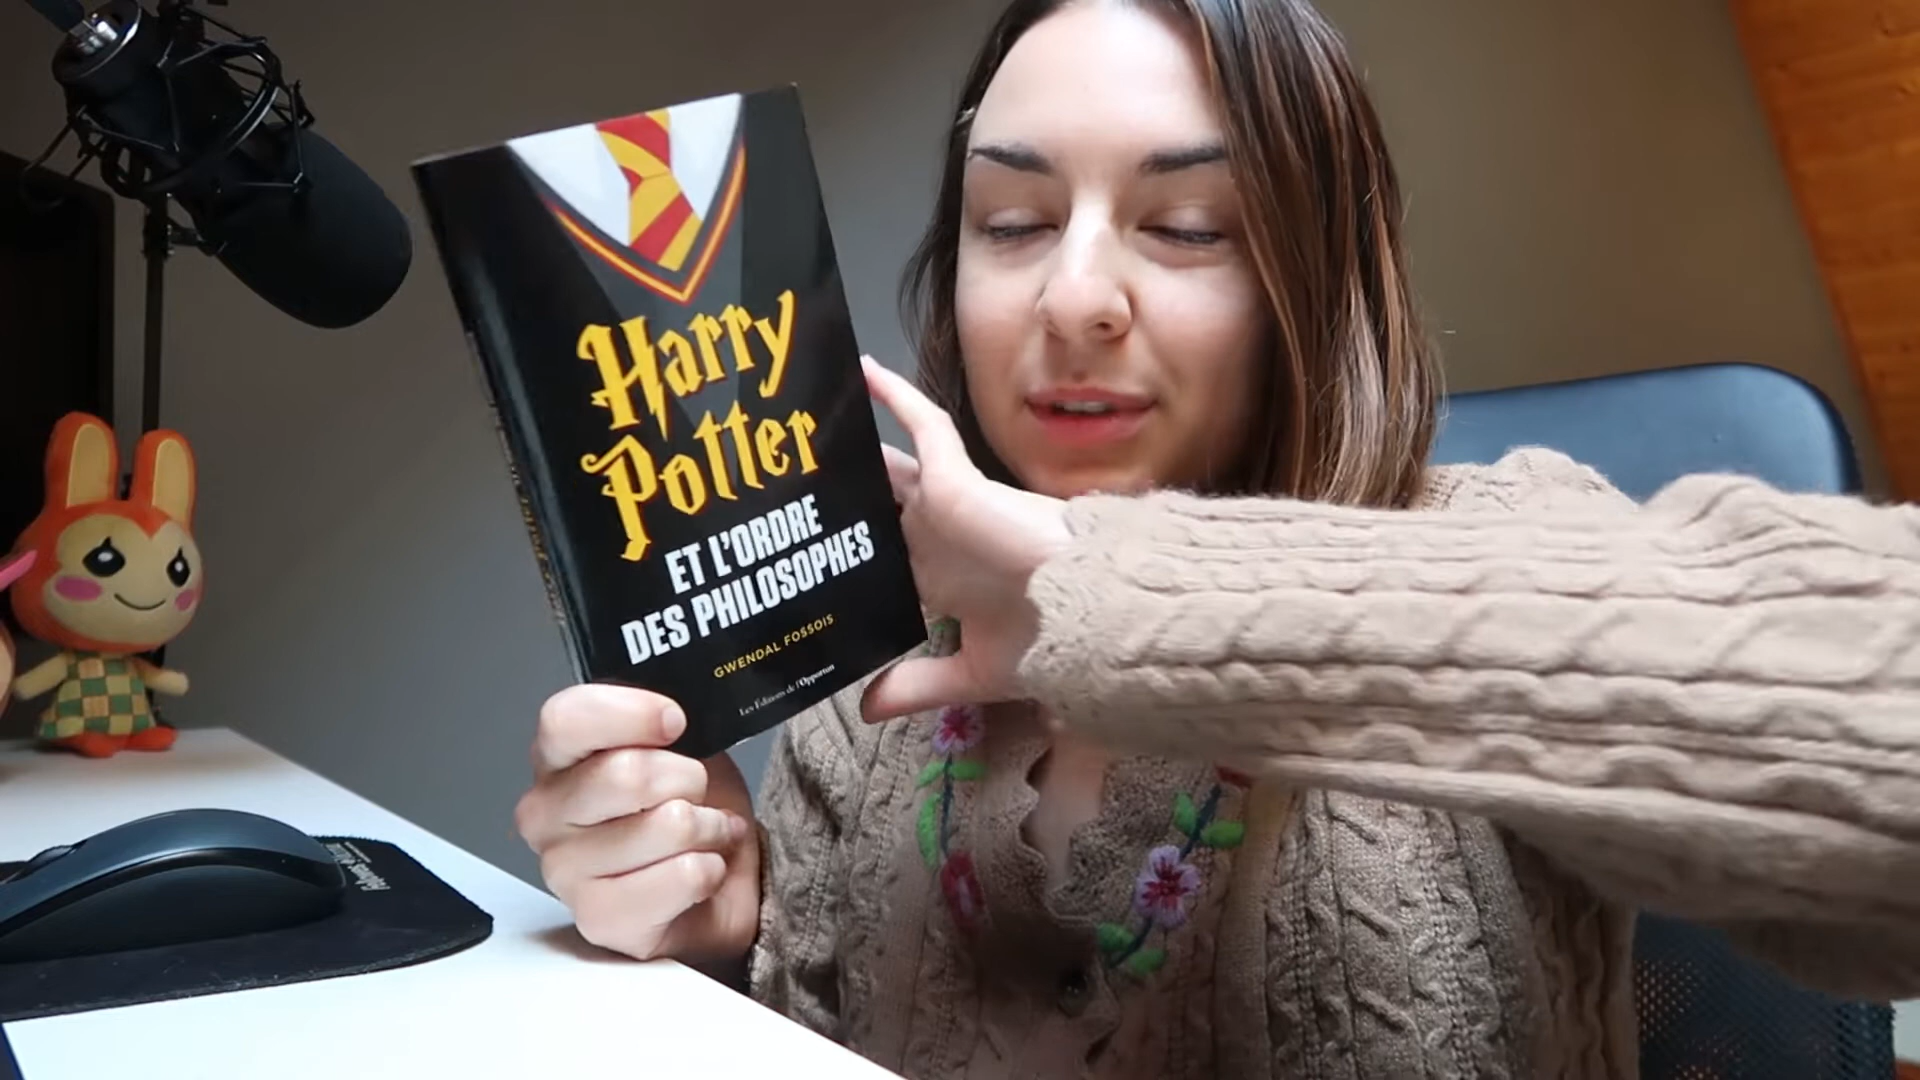 Harry
Potter
ET L'ORDRE
DES PHILOSOPHES
GWENDAL FOSSOIS
Les Éditions de l'Opportun